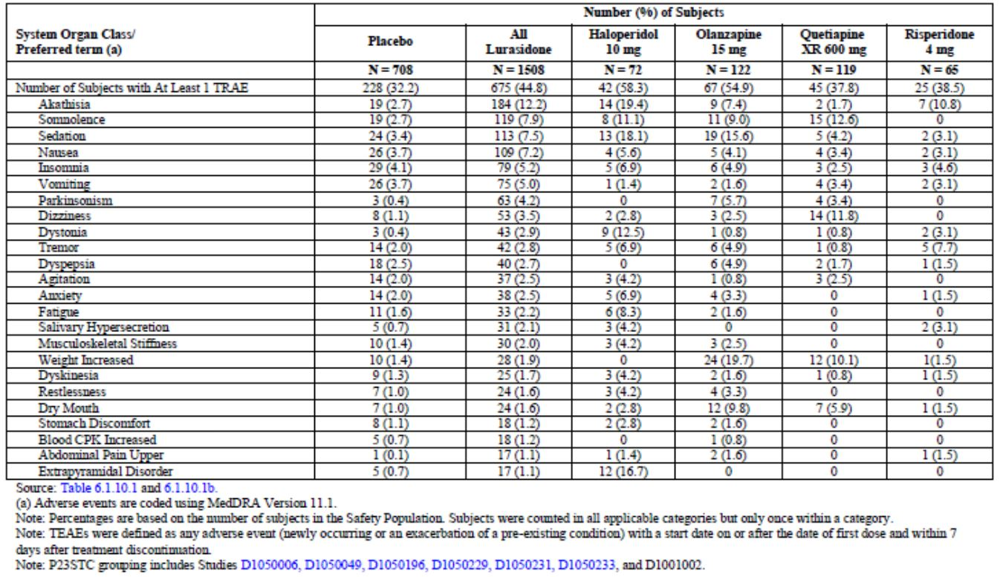 Number (%) of Subjects
System Organ Class/ Preferred term (a) Placebo All Lurasidone Haloperidol 10 mg Olanzapine 15 mg Quetiapine XR 600 mg Risperidone 4 mg
N = 708 N = 1508 N = 72 N = 122 N = 119 N = 65
Number of Subjects with At Least 1 TRAE 228 (32.2) 675 (44.8) 42 (58.3) 67 (54.9) 45 (37.8) 25 (38.5)
Akathisia 19 (2.7) 184 (12.2) 14 (19.4) 9 (7.4) 2 (1.7) 7 (10.8)
Somnolence 19 (2.7) 119 (7.9) 8 (11.1) 11 (9.0) 15 (12.6) 0
Sedation 24 (3.4) 113 (7.5) 13 (18.1) 19 (15.6) 5 (4.2) 2 (3.1)
Nausea 26 (3.7) 109 (7.2) 4 (5.6) 5 (4.1) 4 (3.4) 2 (3.1)
Insomnia 29 (4.1) 79 (5.2) 5 (6.9) 6 (4.9) 3 (2.5) 3 (4.6)
Vomiting 26 (3.7) 75 (5.0) 1 (1.4) 2 (1.6) 4 (3.4) 2 (3.1)
Parkinsonism 3 (0.4) 63 (4.2) 0 7 (5.7) 4 (3.4) 0
Dizziness 8 (1.1) 53 (3.5) 2 (2.8) 3 (2.5) 14 (11.8) 0
Dystonia 3 (0.4) 43 (2.9) 9 (12.5) 1 (0.8) 1 (0.8) 2 (3.1)
Tremor 14 (2.0) 42 (2.8) 5 (6.9) 6 (4.9) 1 (0.8) 5 (7.7)
Dyspepsia 18 (2.5) 40 (2.7) 0 6 (4.9) 2 (1.7) 1 (1.5)
Agitation 14 (2.0) 37 (2.5) 3 (4.2) 1 (0.8) 3 (2.5) 0
Anxiety 14 (2.0) 38 (2.5) 5 (6.9) 4 (3.3) 0 1 (1.5)
Fatigue 11 (1.6) 33 (2.2) 6 (8.3) 2 (1.6) 0 0
Salivary Hypersecretion 5 (0.7) 31 (2.1) 3 (4.2) 0 0 2 (3.1)
Musculoskeletal Stiffness 10 (1.4) 30 (2.0) 3 (4.2) 3 (2.5) 0 0
Weight Increased 10 (1.4) 28 (1.9) 0 24 (19.7) 12 (10.1) 1(1.5)
Dyskinesia 9 (1.3) 25 (1.7) 3 (4.2) 2 (1.6) 1 (0.8) 1 (1.5)
Restlessness 7 (1.0) 24 (1.6) 3 (4.2) 4 (3.3) 0 0
Dry Mouth 7 (1.0) 24 (1.6) 2 (2.8) 12 (9.8) 7 (5.9) 1 (1.5)
Stomach Discomfort 8 (1.1) 18 (1.2) 2 (2.8) 2 (1.6) 0 0
Blood CPK Increased 5 (0.7) 18 (1.2) 0 1 (0.8) 0 0
Abdominal Pain Upper 1 (0.1) 17 (1.1) 1 (1.4) 2 (1.6) 0 1 (1.5)
Extrapyramidal Disorder 5 (0.7) 17 (1.1) 12 (16.7) 0 0 0
Source: Table 6.1.10.1 and 6.1.10.1b.
(a) Adverse events are coded using MedDRA Version 11.1.
Note: Percentages are based on the number of subjects in the Safety Population. Subjects were counted in all applicable categories but only once within a category.
Note: TEAEs were defined as any adverse event (newly occurring or an exacerbation of a pre-existing condition) with a start date on or after the date of first dose and within 7
days after treatment discontinuation.
Note: P23STC grouping includes Studies D1050006, D1050049, D1050196, D1050229, D1050231, D1050233, and D1001002.